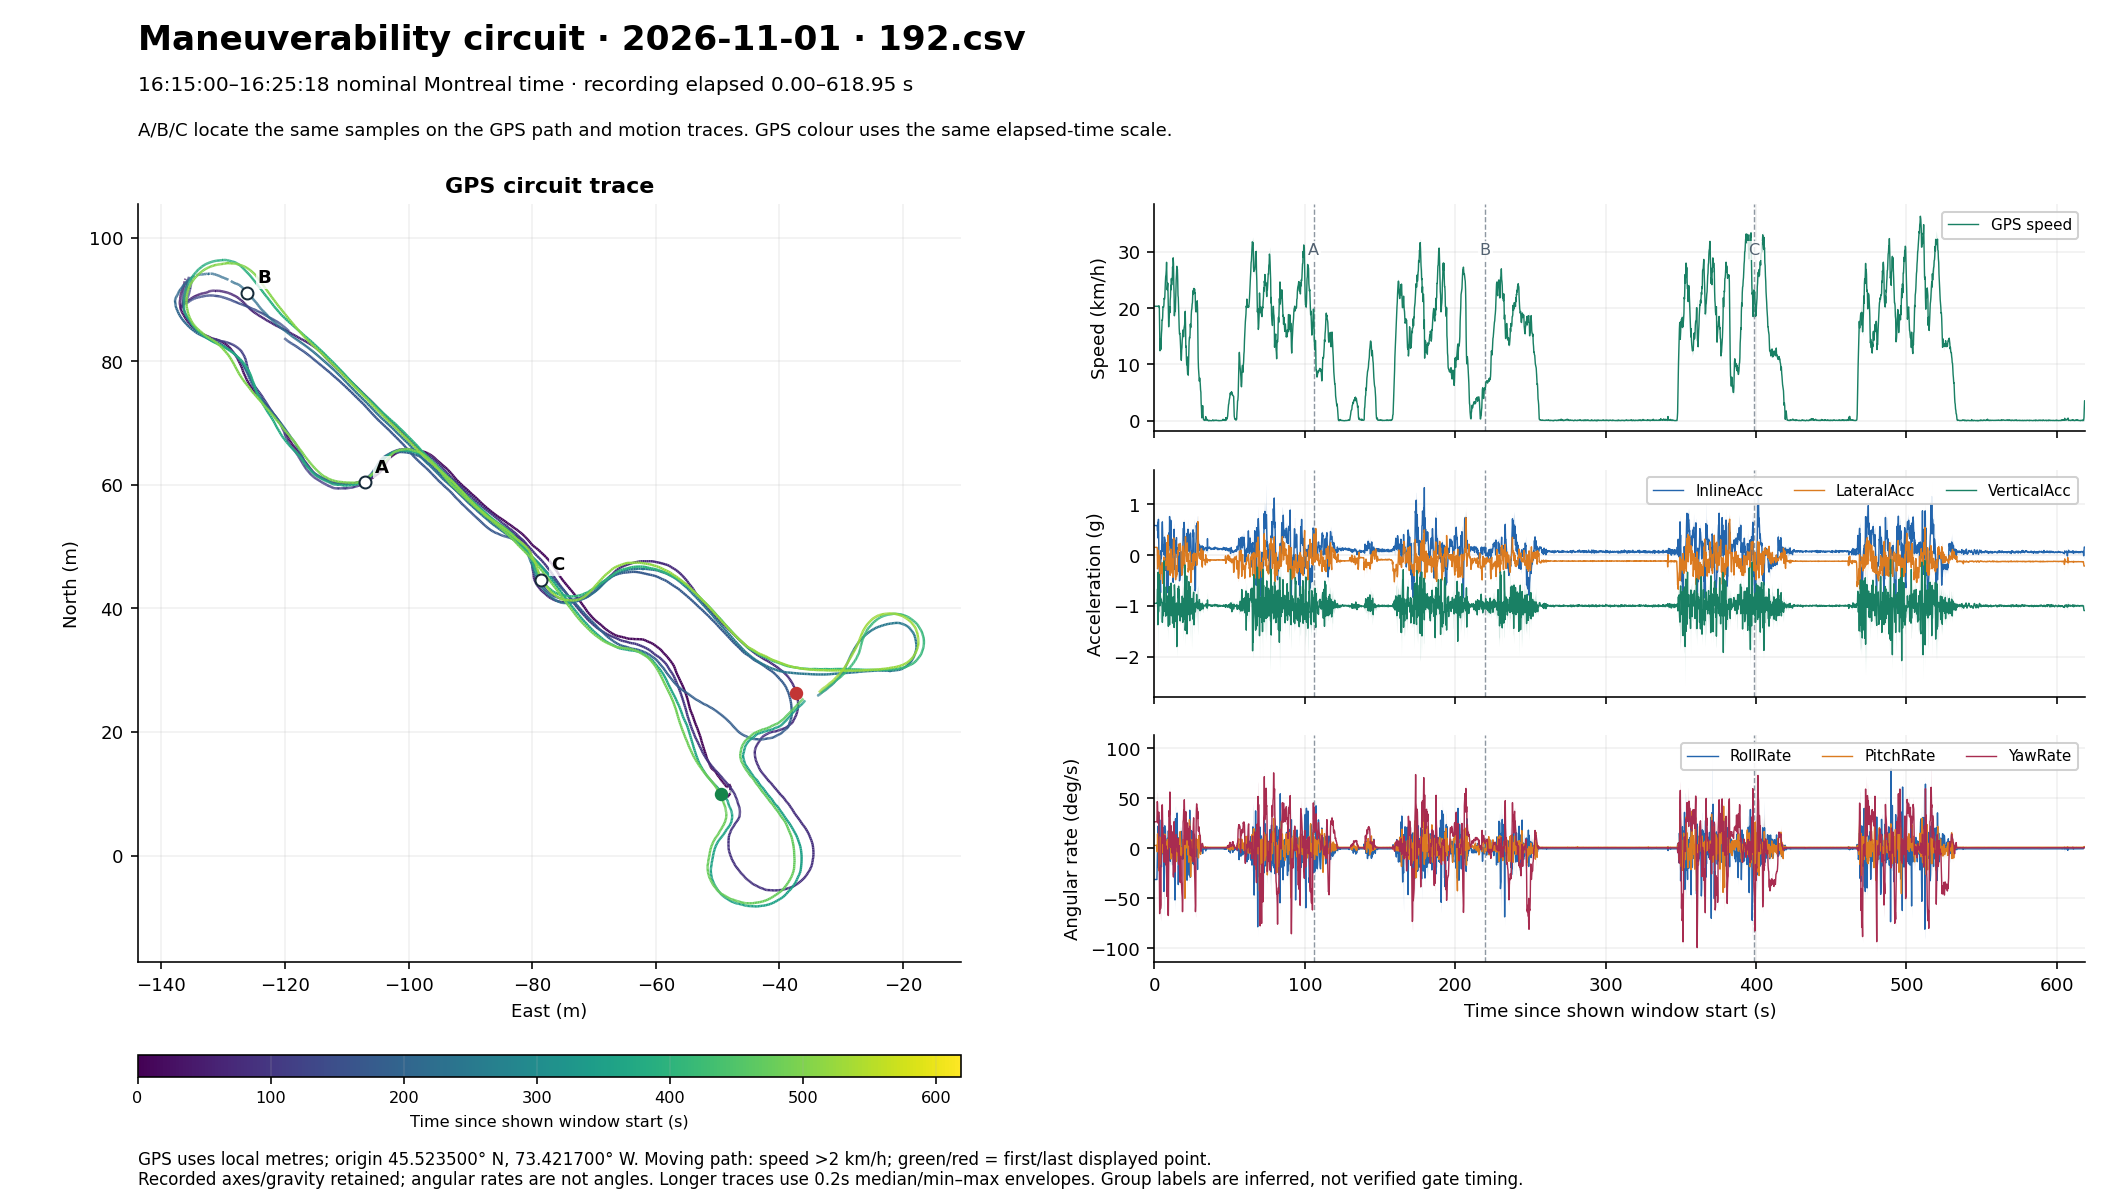 Maneuverability circuit · 2026-11-01 · 192.csv
16:15:00–16:25:18 nominal Montreal time · recording elapsed 0.00–618.95 s
A/B/C locate the same samples on the GPS path and motion traces. GPS colour uses the same elapsed-time scale.
GPS circuit trace
North (m)
100
80
60
40
20
0
B
A
C
−140 −120 −100 −80 −60 −40 −20
East (m)
0 100 200 300 400 500 600
Time since shown window start (s)
Speed (km/h)
30
20
10
0
GPS speed
A B C
Acceleration (g)
1
0
−1
−2
InlineAcc LateralAcc VerticalAcc
Angular rate (deg/s)
100
50
0
−50
−100
RollRate PitchRate YawRate
0 100 200 300 400 500 600
Time since shown window start (s)
GPS uses local metres; origin 45.523500° N, 73.421700° W. Moving path: speed >2 km/h; green/red = first/last displayed point.
Recorded axes/gravity retained; angular rates are not angles. Longer traces use 0.2s median/min–max envelopes. Group labels are inferred, not verified gate timing.